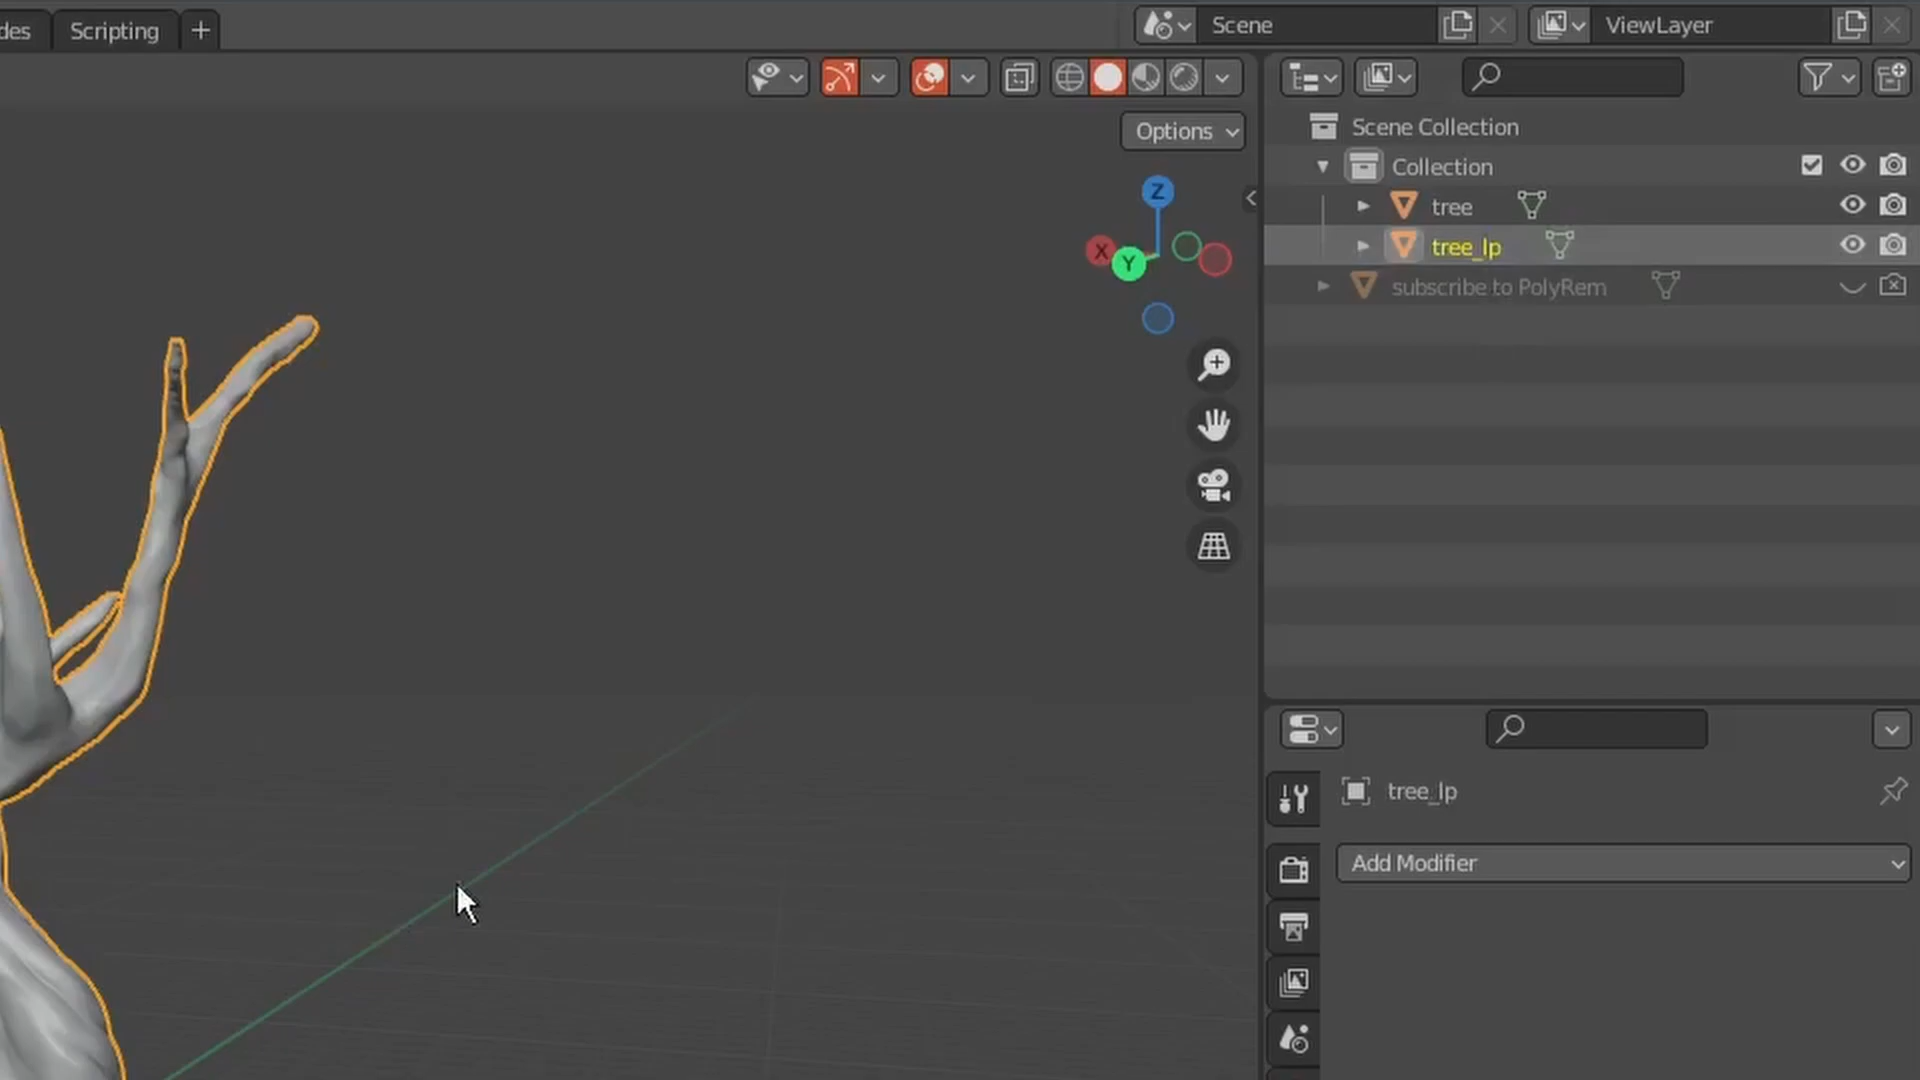 des
Scripting
+
Scene
ViewLayer
Options
Scene Collection
Collection
tree
tree_lp
subscribe to PolyRem
Z
X
Y
tree_lp
Add Modifier